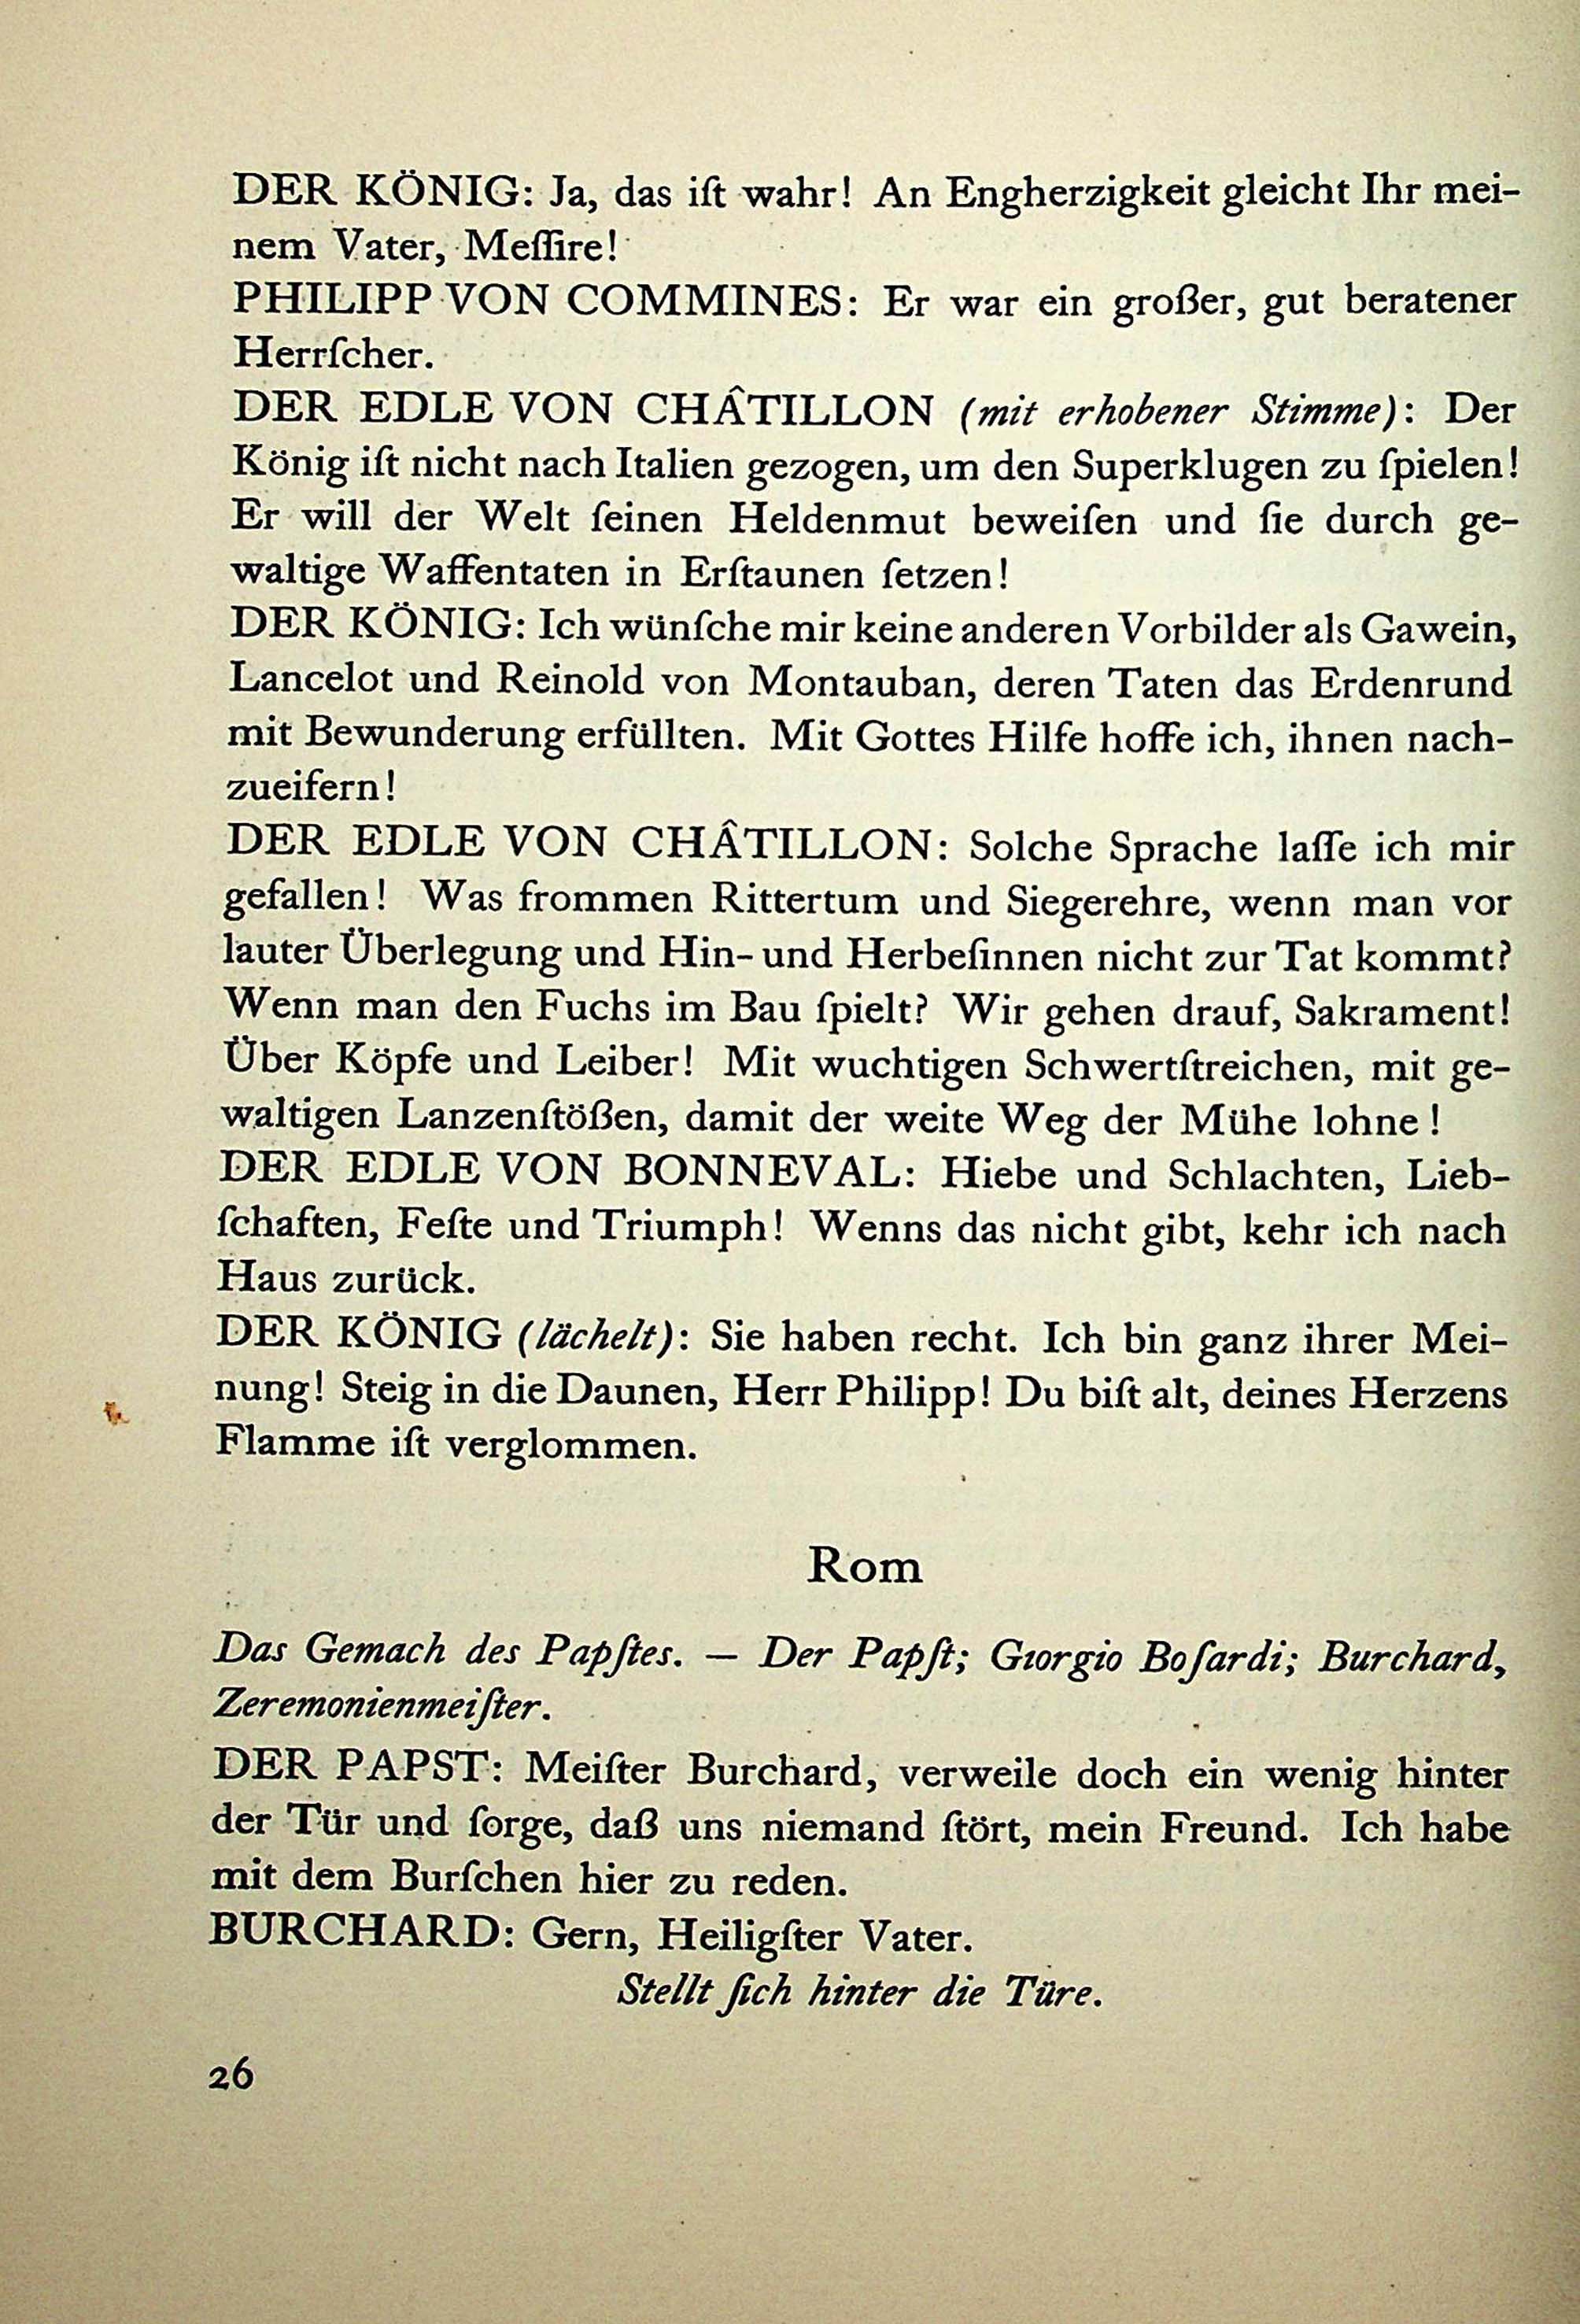 DER KÖNIG: Ja, das iſt wahr! An Engherzigkeit gleicht Ihr mei-
nem Vater, Meſſire!
PHILIPP VON COMMINES: Er war ein großer, gut beratener
Herrſcher.
DER EDLE VON CHÂTILLON (mit erhobener Stimme): Der
König iſt nicht nach Italien gezogen, um den Superklugen zu ſpielen!
Er will der Welt ſeinen Heldenmut beweiſen und ſie durch ge-
waltige Waffentaten in Erſtaunen ſetzen!
DER KÖNIG: Ich wünſche mir keine anderen Vorbilder als Gawein,
Lancelot und Reinold von Montauban, deren Taten das Erdenrund
mit Bewunderung erfüllten. Mit Gottes Hilfe hoffe ich, ihnen nach-
zueifern!
DER EDLE VON CHÂTILLON: Solche Sprache laſſe ich mir
gefallen! Was frommen Rittertum und Siegerehre, wenn man vor
lauter Überlegung und Hin- und Herbeſinnen nicht zur Tat kommt?
Wenn man den Fuchs im Bau ſpielt? Wir gehen drauf, Sakrament!
Über Köpfe und Leiber! Mit wuchtigen Schwertſtreichen, mit ge-
waltigen Lanzenſtößen, damit der weite Weg der Mühe lohne!
DER EDLE VON BONNEVAL: Hiebe und Schlachten, Lieb-
ſchaften, Feſte und Triumph! Wenns das nicht gibt, kehr ich nach
Haus zurück.
DER KÖNIG (lächelt): Sie haben recht. Ich bin ganz ihrer Mei-
nung! Steig in die Daunen, Herr Philipp! Du biſt alt, deines Herzens
Flamme iſt verglommen.
Rom
Das Gemach des Papſtes. — Der Papſt; Giorgio Boſardi; Burchard,
Zeremonienmeiſter.
DER PAPST: Meiſter Burchard, verweile doch ein wenig hinter
der Tür und ſorge, daß uns niemand ſtört, mein Freund. Ich habe
mit dem Burſchen hier zu reden.
BURCHARD: Gern, Heiligſter Vater.
Stellt ſich hinter die Türe.
26